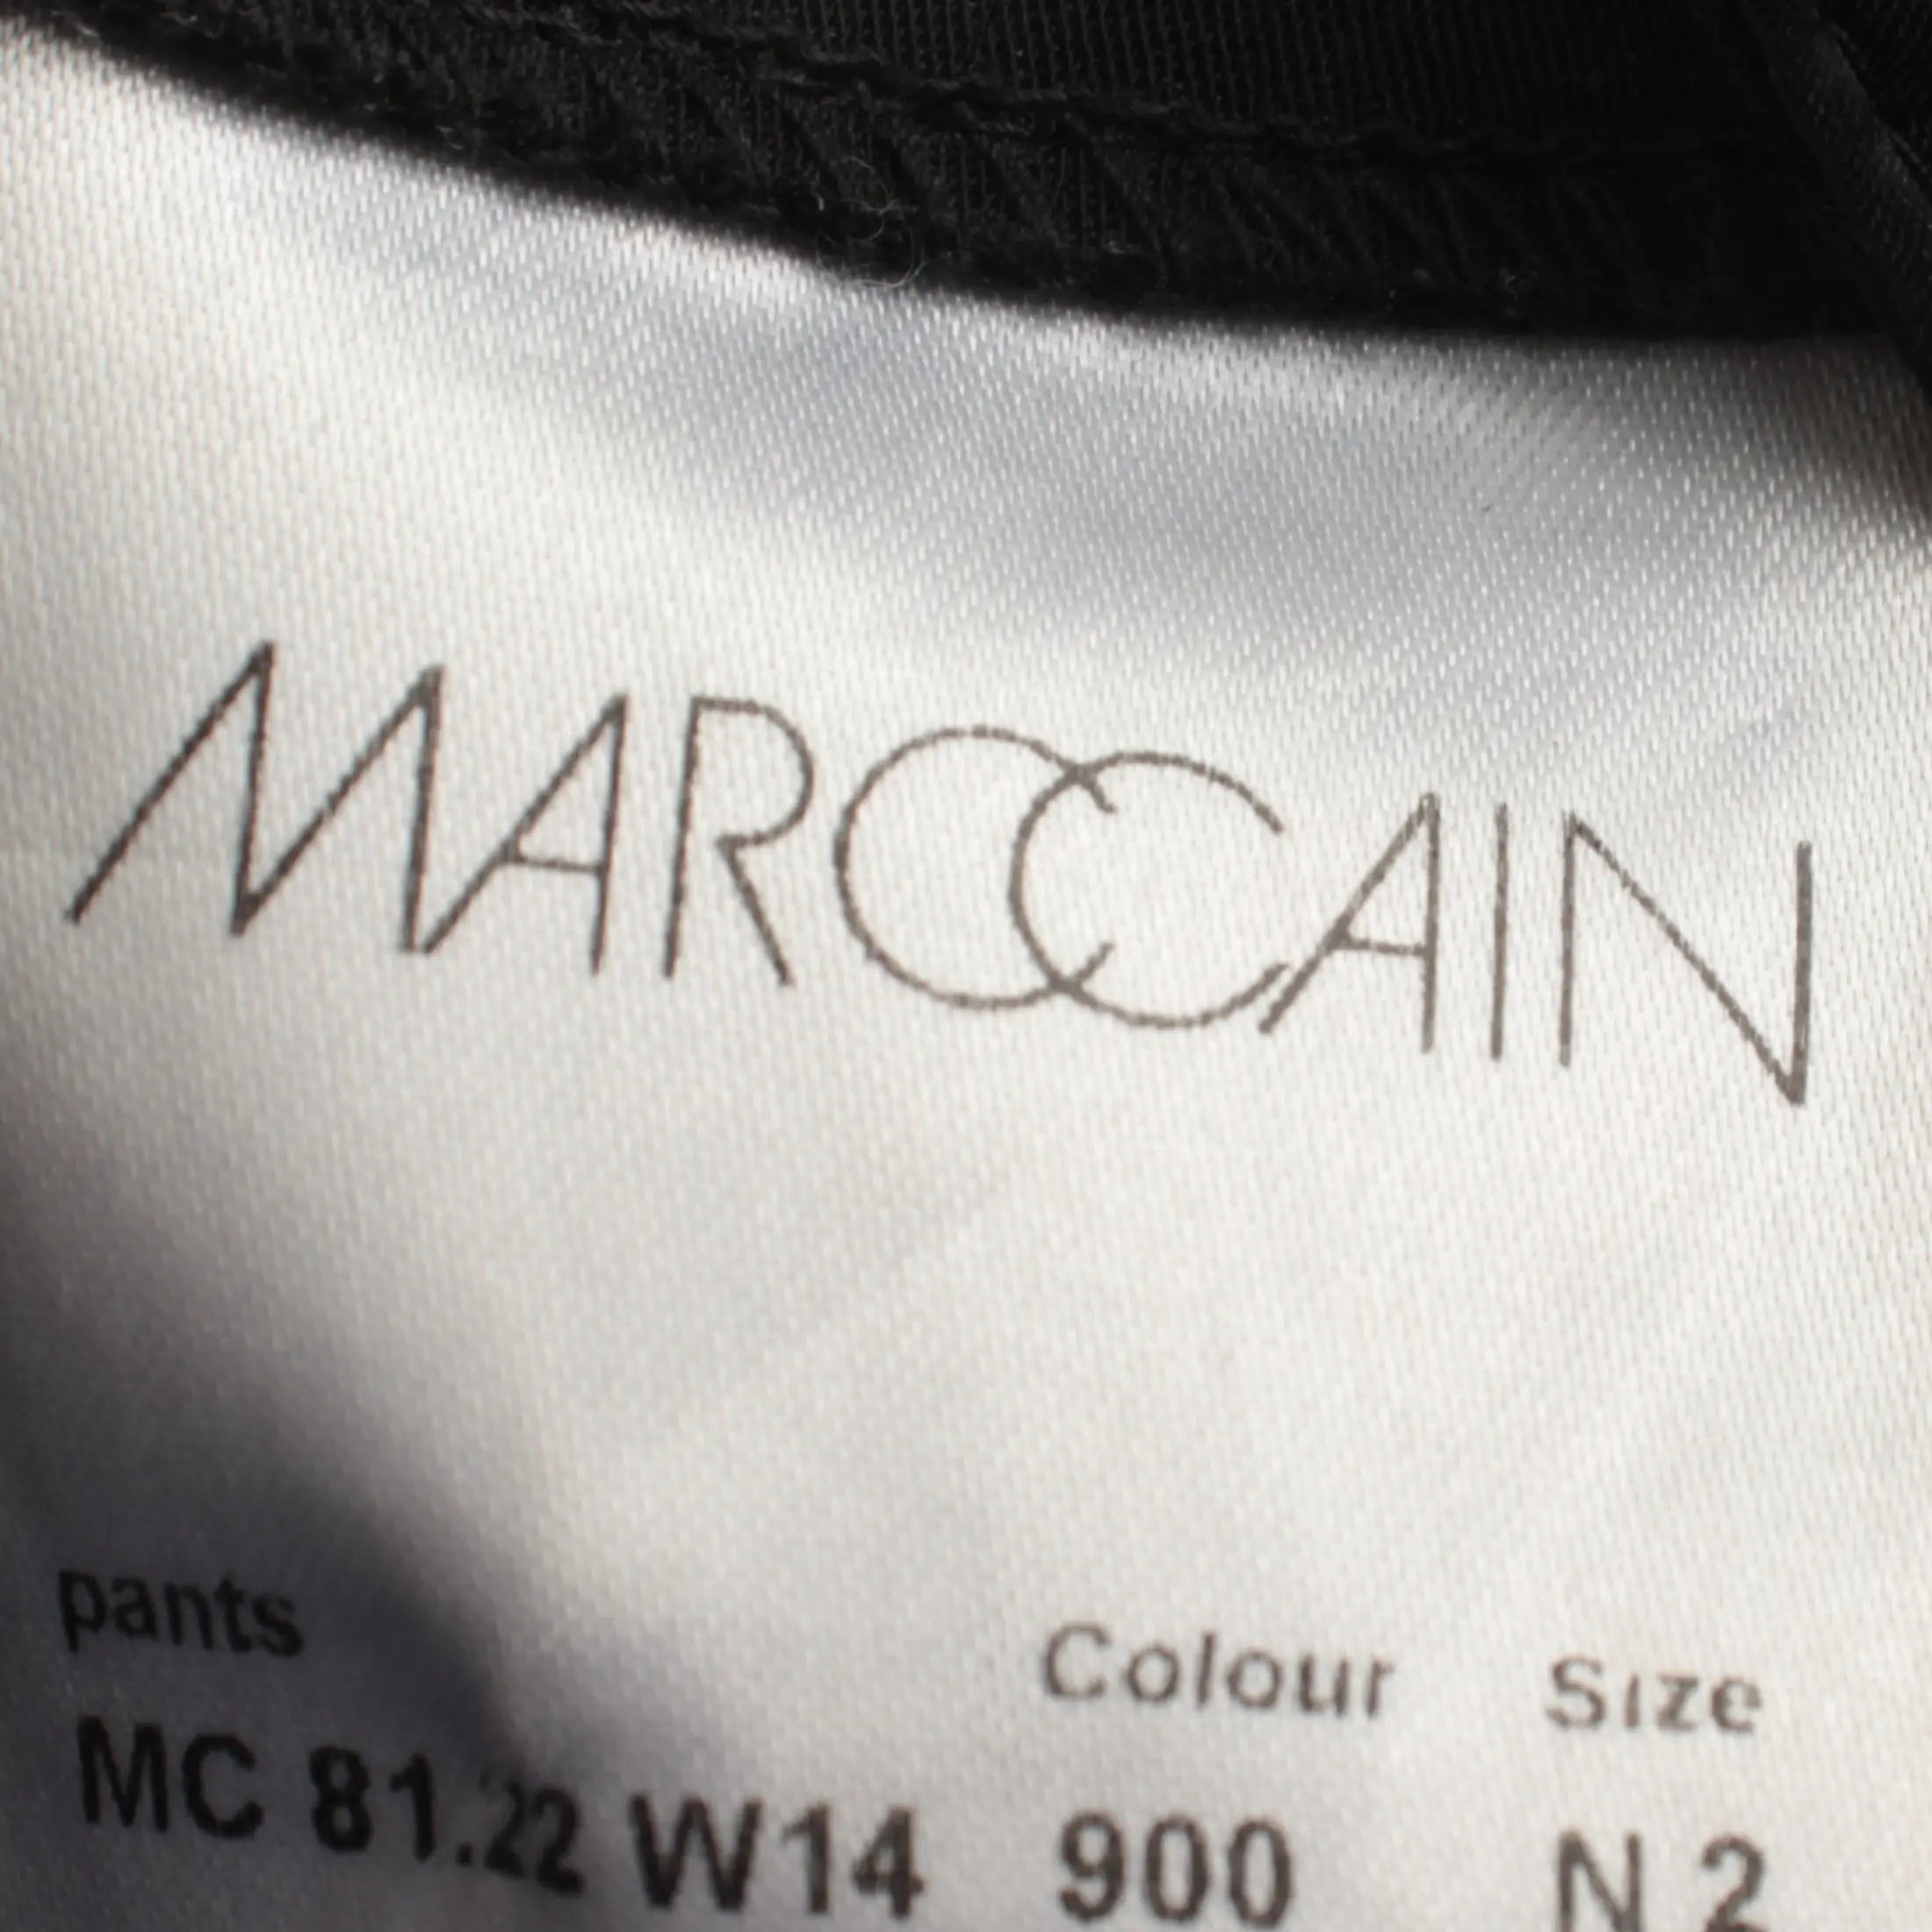 MARCCAIN
pants Colour Size
MC 81.22 W14 900 N 2